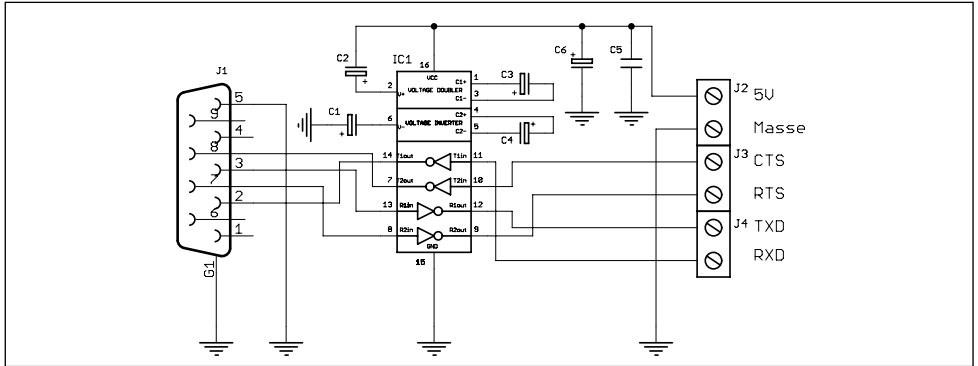 J1
5
9
4
8
3
7
2
6
1
G1
C2
+
IC1
16
VCC
2
V+
VOLTAGE DOUBLER
C1+
1
C1-
3
C3
+
C1
+
6
V-
VOLTAGE INVERTER
C2+
4
C2-
5
C4
+
14
T1out
T1in
11
7
T2out
T2in
10
13
R1in
R1out
12
8
R2in
R2out
9
GND
15
C6
+
C5
J2
5V
Masse
J3
CTS
RTS
J4
TXD
RXD